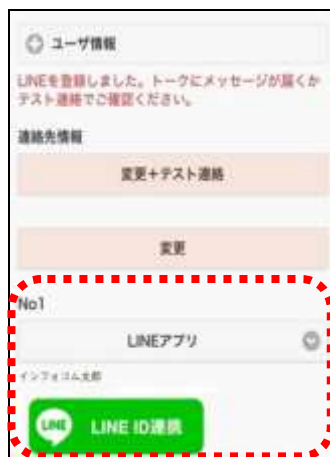 ユーザ情報
LINEを登録しました。トークにメッセージが届くか
テスト連絡でご確認ください。
連絡先情報
変更+テスト連絡
変更
No1
LINEアプリ
インフォコム太郎
LINE
LINE ID連携